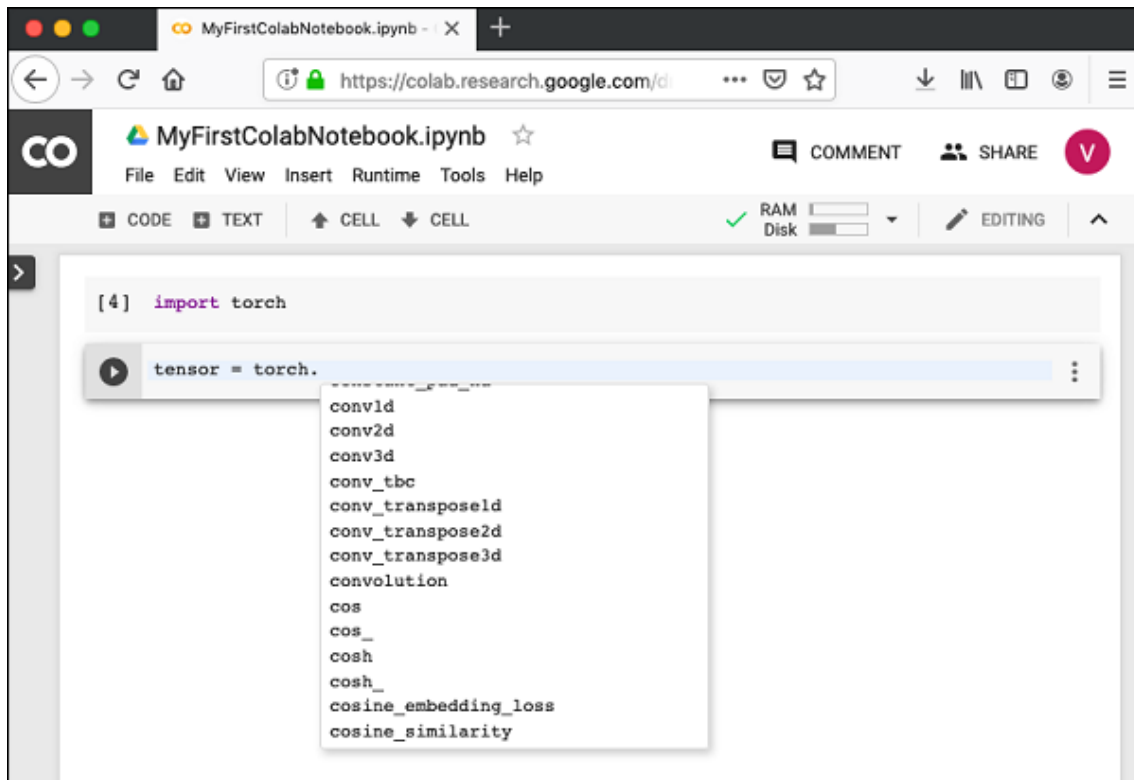 MyFirstColabNotebook.ipynb -
https://colab.research.google.com/d
CO MyFirstColabNotebook.ipynb
COMMENT SHARE V
File Edit View Insert Runtime Tools Help
CODE TEXT CELL CELL RAM Disk EDITING
[4] import torch
tensor = torch.
conv1d
conv2d
conv3d
conv_tbc
conv_transpose1d
conv_transpose2d
conv_transpose3d
convolution
cos
cos_
cosh
cosh_
cosine_embedding_loss
cosine_similarity